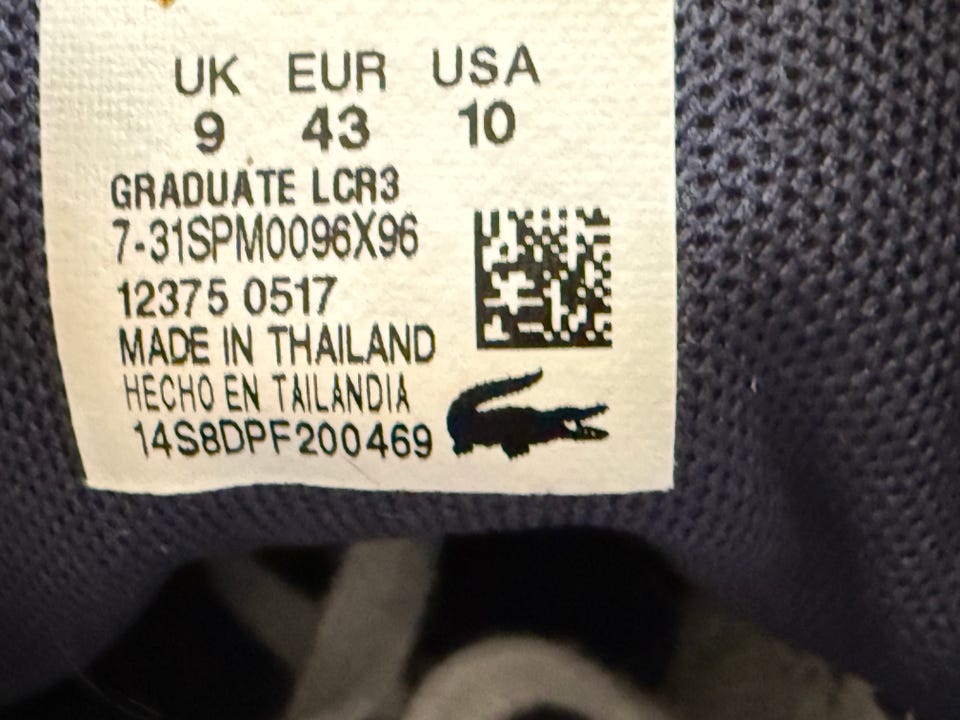 UK EUR USA
9 43 10
GRADUATE LCR3
7-31SPM0096X96
12375 0517
MADE IN THAILAND
HECHO EN TAILANDIA
14S8DPF200469